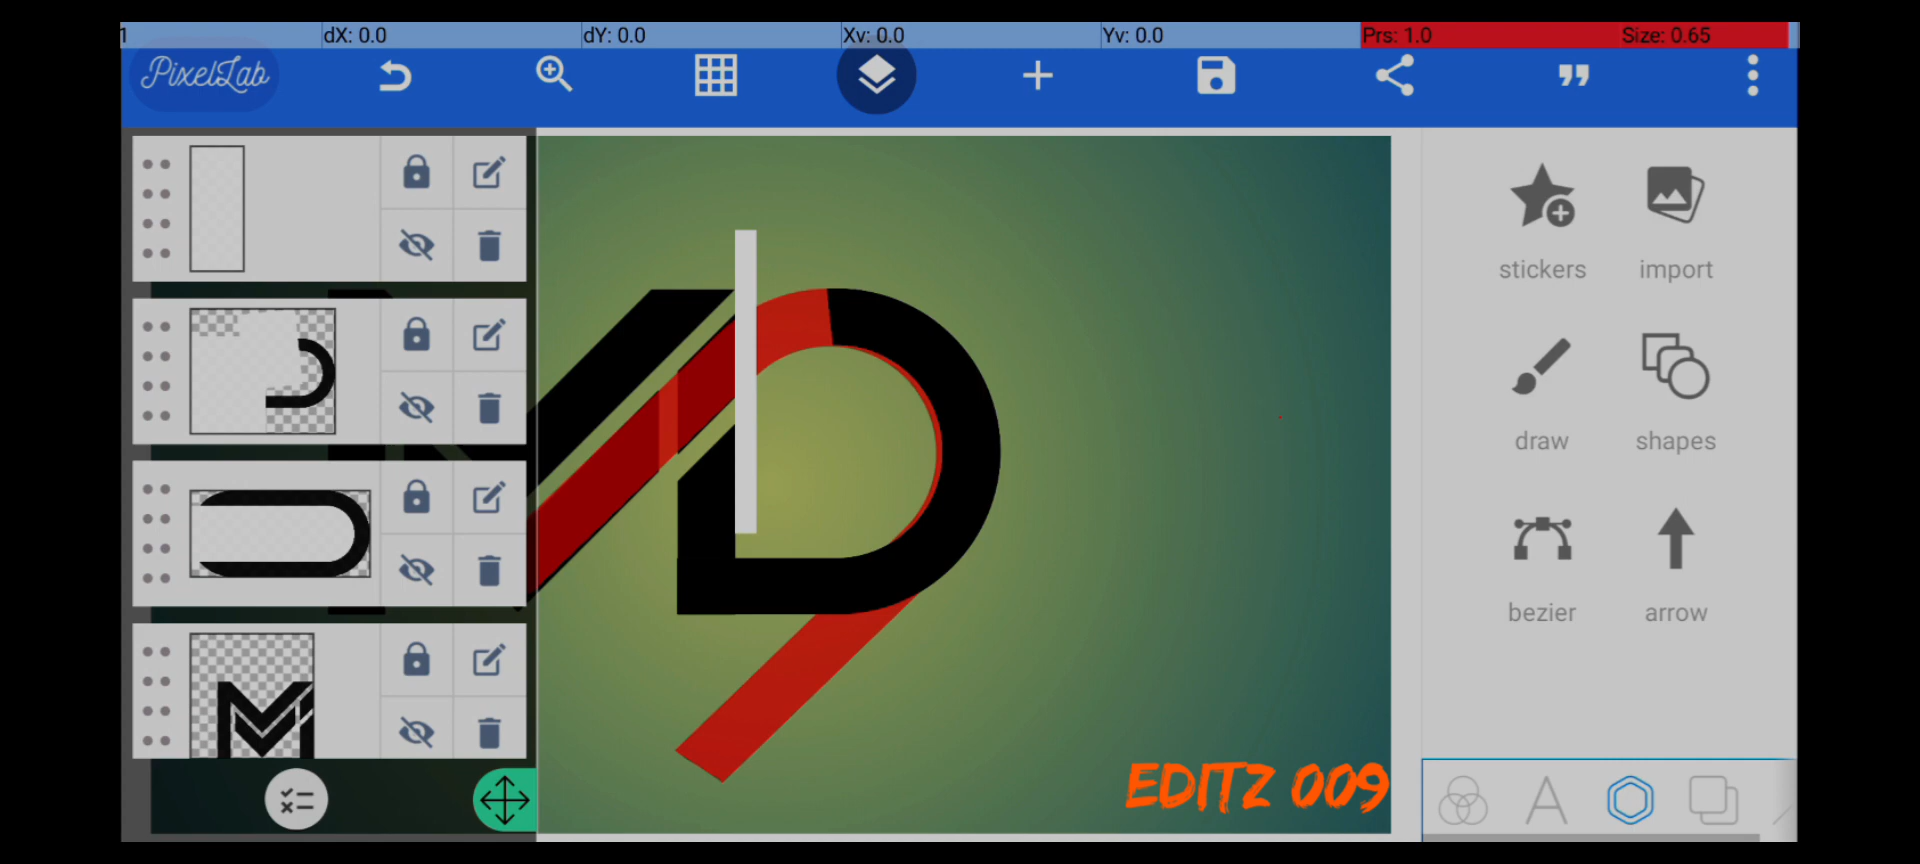 1 dX: 0.0 dY: 0.0 Xv: 0.0 Yv: 0.0 Prs: 1.0 Size: 0.65
PixelLab
stickers import
draw shapes
bezier arrow
EDITZ 009